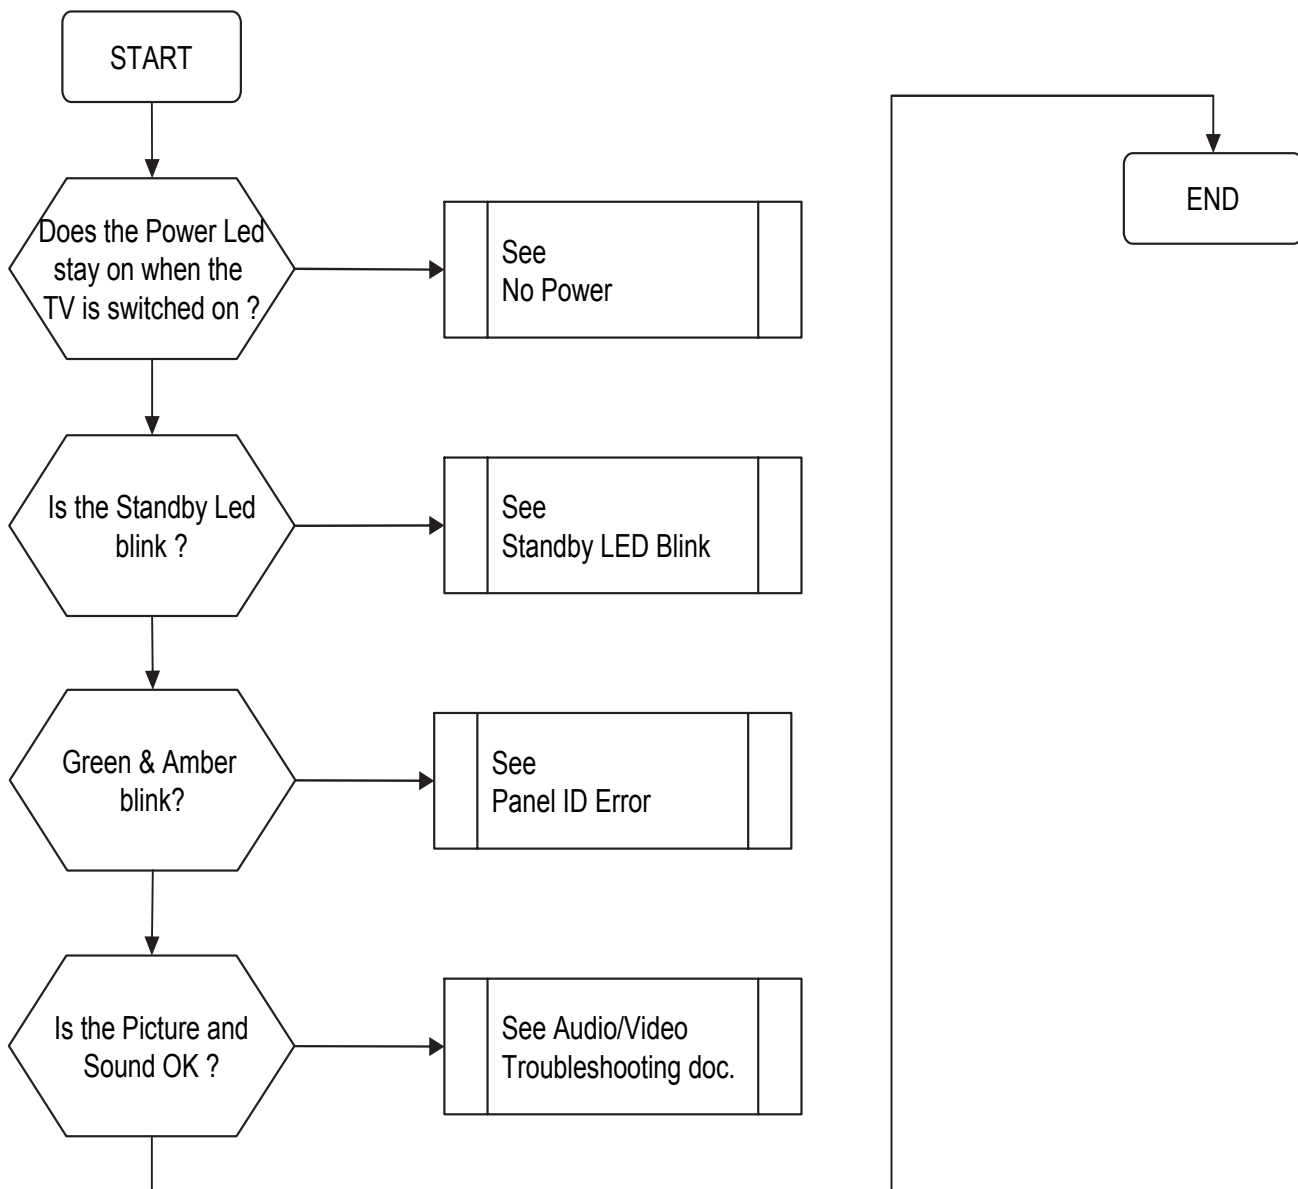 START
Does the Power Led
stay on when the
TV is switched on ?
See
No Power
Is the Standby Led
blink ?
See
Standby LED Blink
Green & Amber
blink?
See
Panel ID Error
Is the Picture and
Sound OK ?
See Audio/Video
Troubleshooting doc.
END